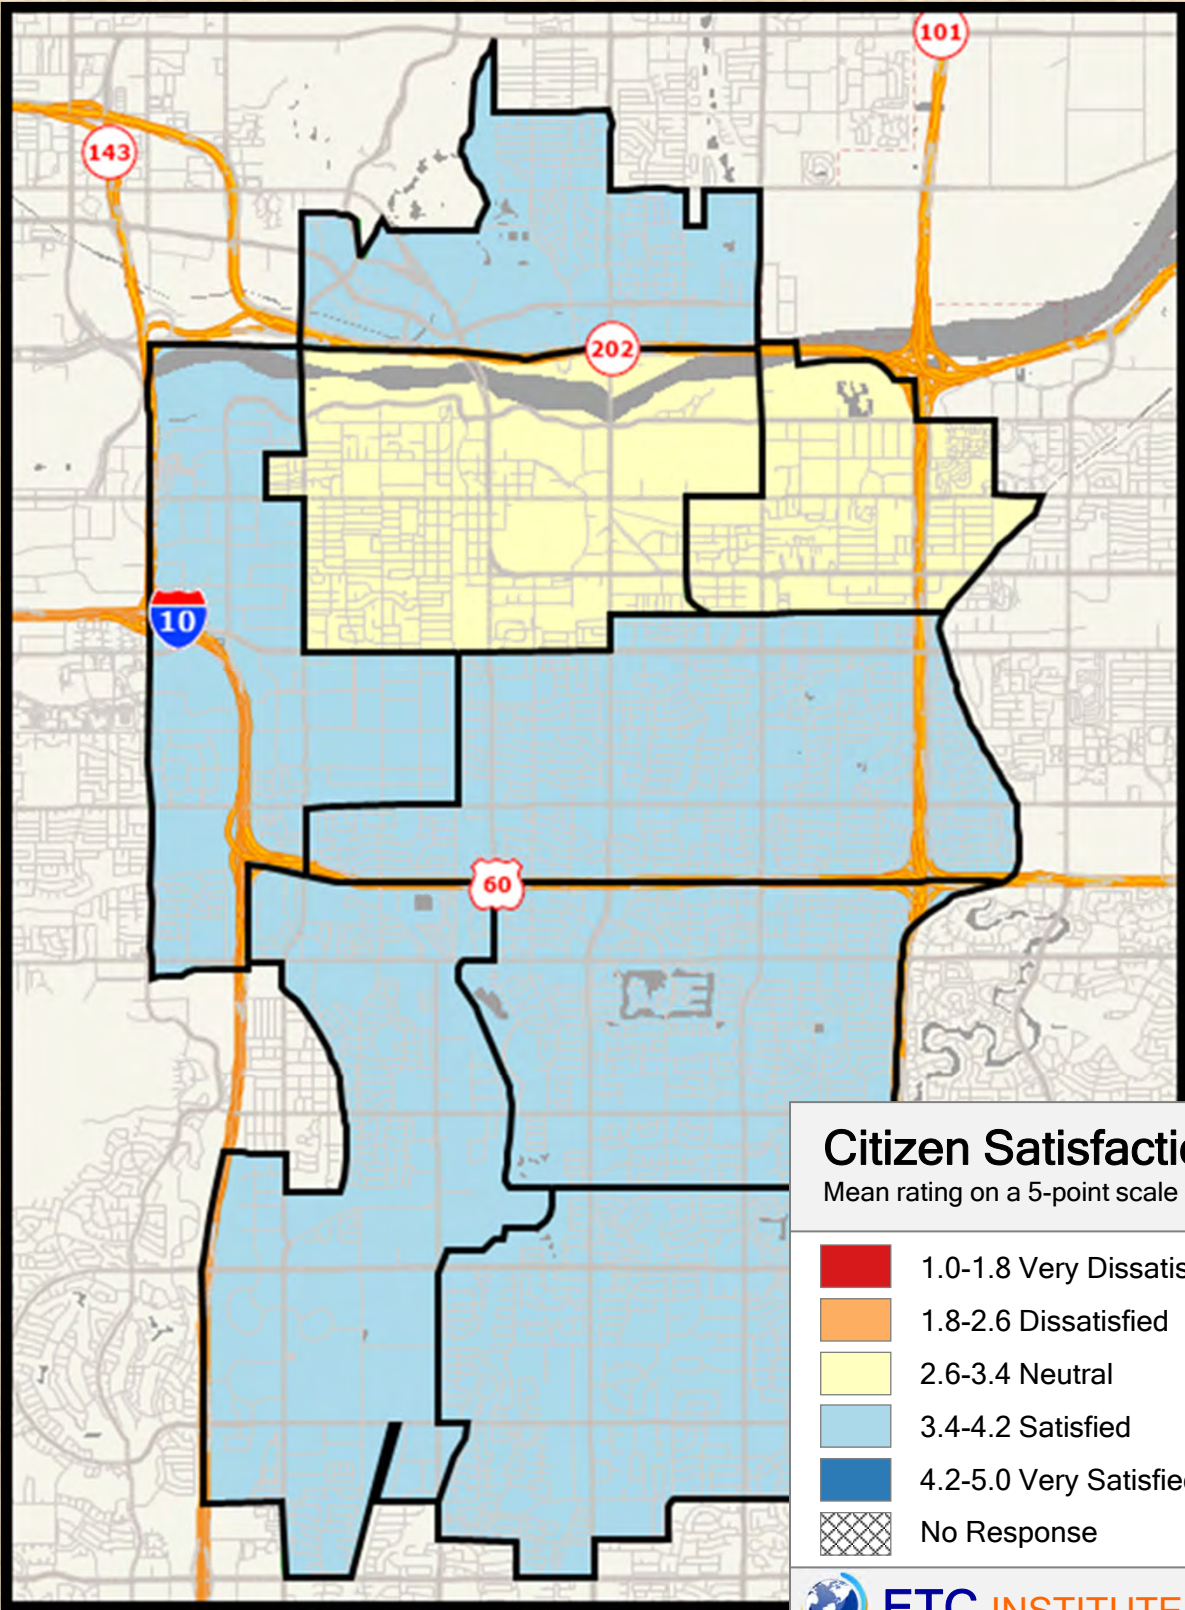 101
143
202
10
60
Citizen Satisfactio
Mean rating on a 5-point scale
1.0-1.8 Very Dissatis
1.8-2.6 Dissatisfied
2.6-3.4 Neutral
3.4-4.2 Satisfied
4.2-5.0 Very Satisfied
No Response
ETC INSTITUTE